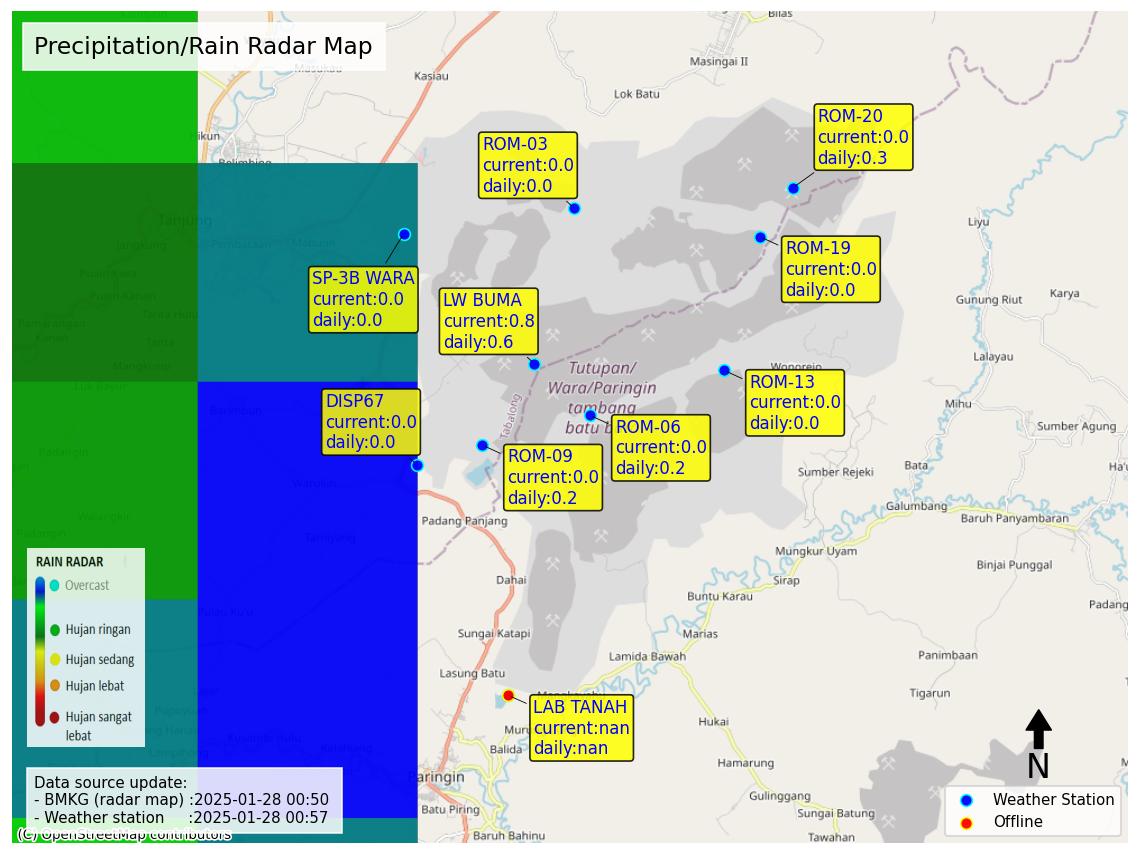 Precipitation/Rain Radar Map
Bilas
Masingai II
Kasiau
Lok Batu
Belimbing
Tanjung
ROM-03
current:0.0
daily:0.0
ROM-20
current:0.0
daily:0.3
ROM-19
current:0.0
daily:0.0
SP-3B WARA
current:0.0
daily:0.0
LW BUMA
current:0.8
daily:0.6
Liyu
Gunung Riut
Karya
Lalayau
Wonorejo
Tutupan/
Wara/Paringin
tambang
batu b
Tabalong
ROM-13
current:0.0
daily:0.0
DISP67
current:0.0
daily:0.0
ROM-06
current:0.0
daily:0.2
ROM-09
current:0.0
daily:0.2
Mihu
Sumber Agung
Bata
Sumber Rejeki
Galumbang
Baruh Panyambaran
Padang Panjang
Mungkur Uyam
Binjai Punggal
Dahai
Sirap
Buntu Karau
Padang
Sungai Katapi
Marias
Lamida Bawah
Panimbaan
Lasung Batu
Tigarun
LAB TANAH
current:nan
daily:nan
Hukai
Balida
Hamarung
Paringin
Gulinggang
Batu Piring
Sungai Batung
Baruh Bahinu
Tawahan
RAIN RADAR
Overcast
Hujan ringan
Hujan sedang
Hujan lebat
Hujan sangat
lebat
Data source update:
- BMKG (radar map) :2025-01-28 00:50
- Weather station :2025-01-28 00:57
(C) OpenStreetMap contributors
N
Weather Station
Offline